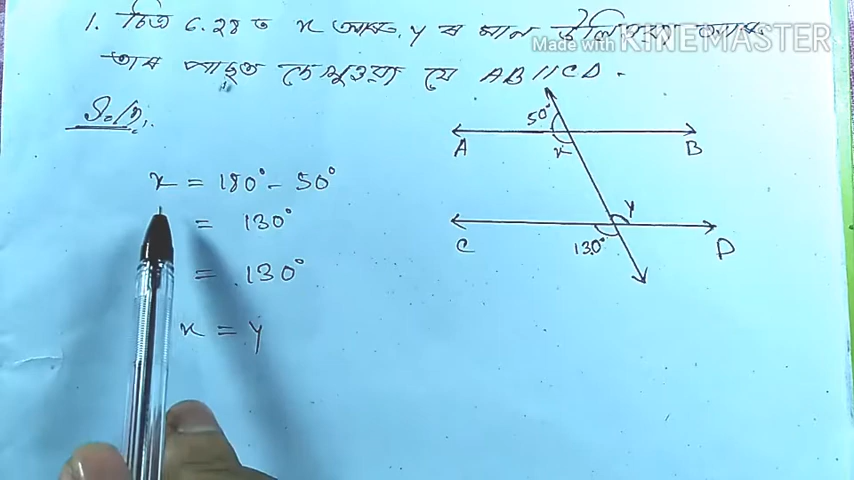 1. চিত্ৰ 6.28 ত x আৰু y ৰ মান উলিওৱা আৰু
Made with KINEMASTER
তাৰ পাছত দেখুওৱা যে AB || CD.
Soln:
x = 180° - 50°
= 130°
= 130°
x = y
50°
A
B
x
y
C
130°
D